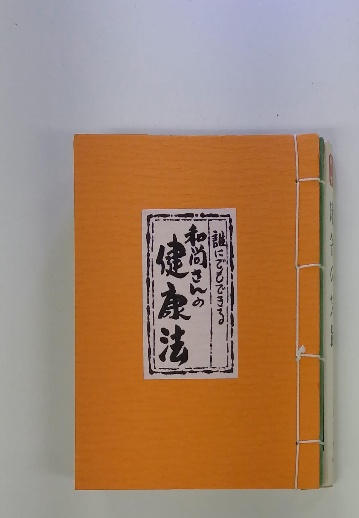 誰にでもできる
和尚さんの
健康法